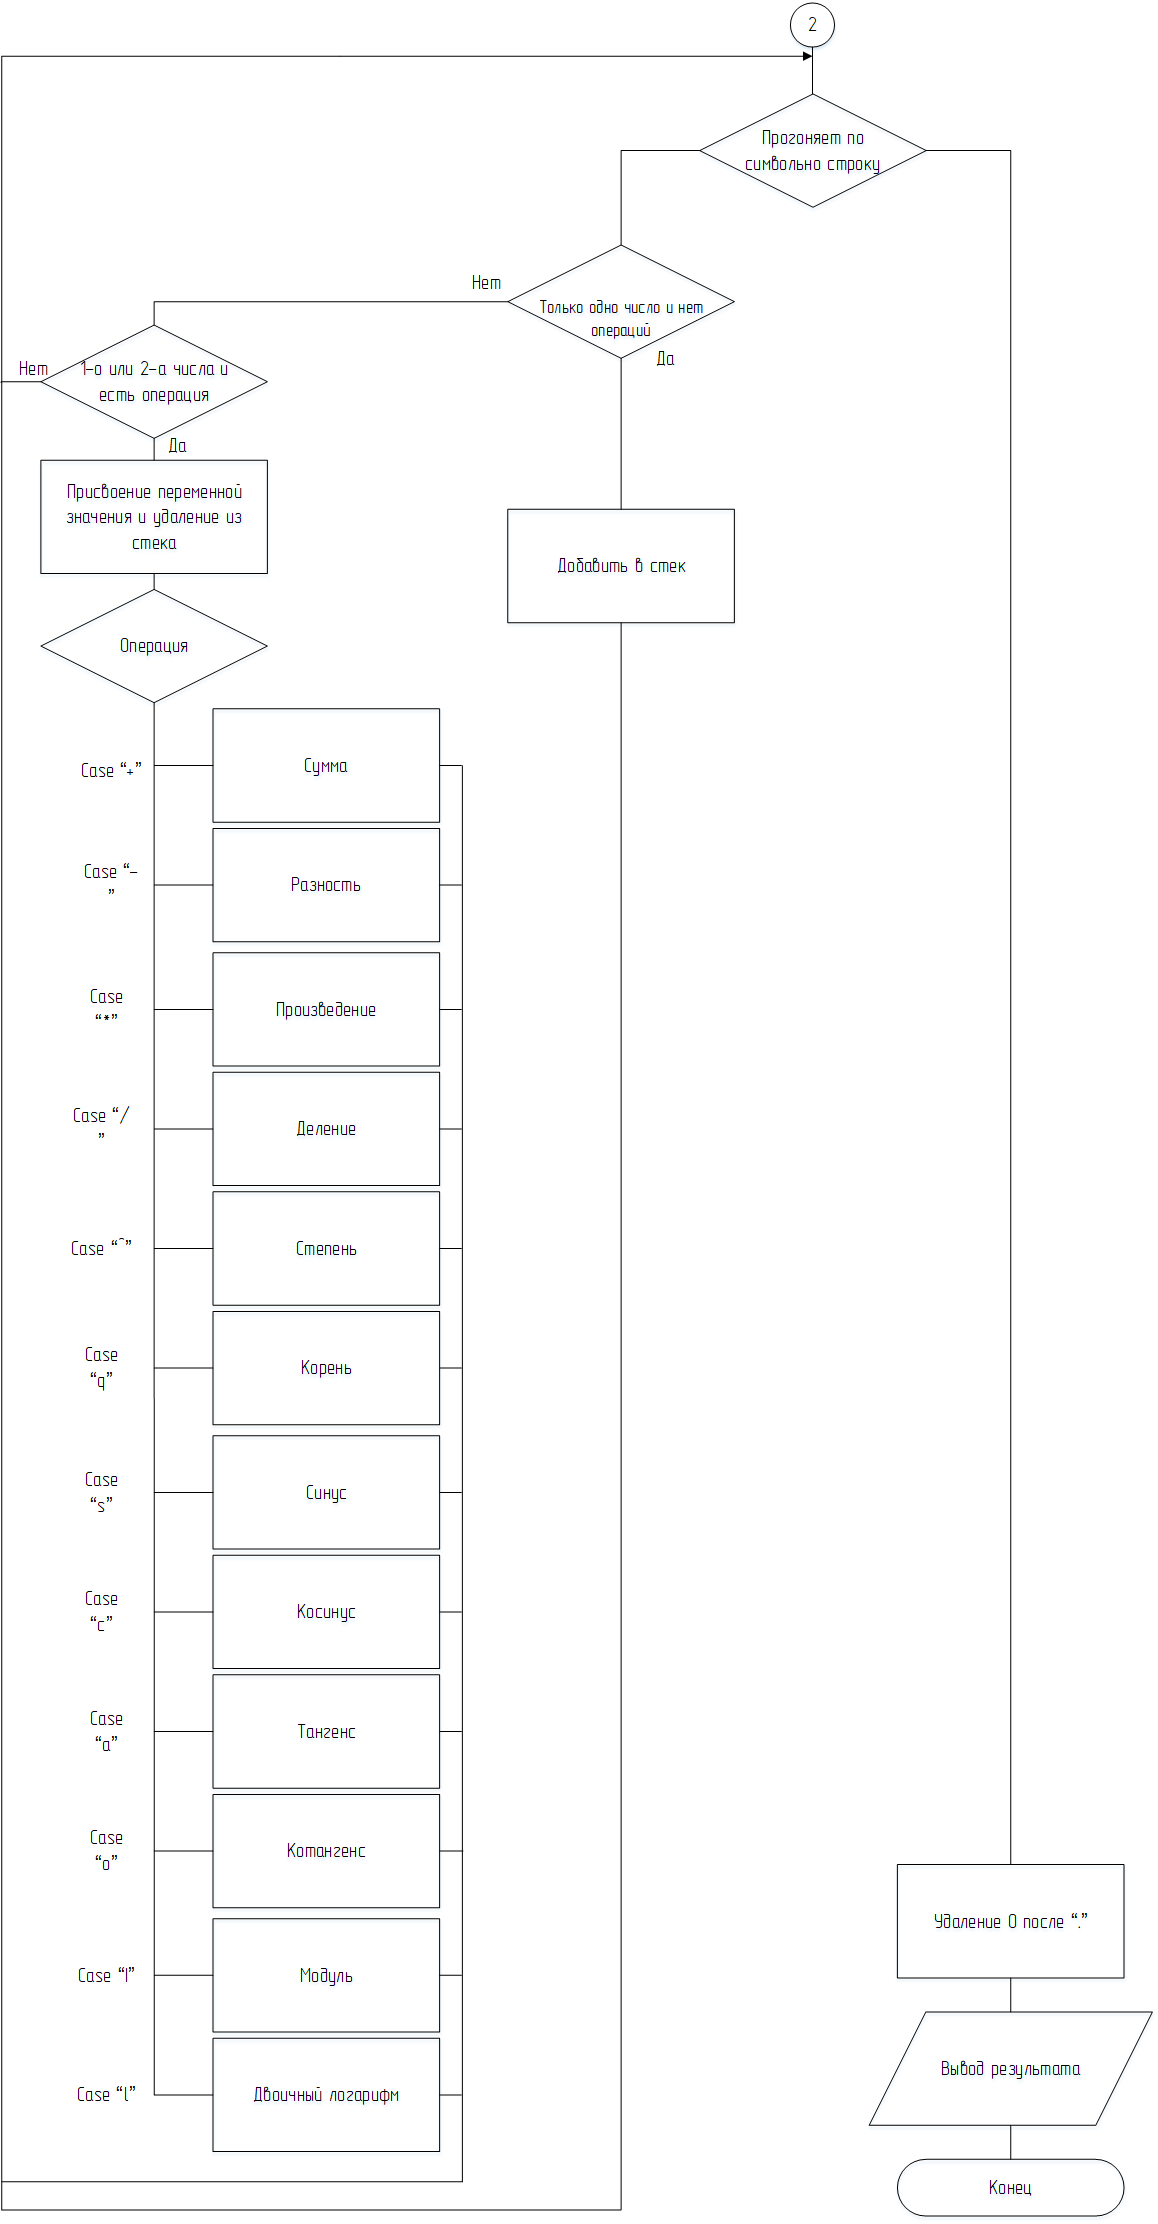 2
Прогоняет по
символьно строку
Нет
Только одно число и нет
операций
Да
Нет
1-о или 2-а числа и
есть операция
Да
Присвоение переменной
значения и удаление из
стека
Добавить в стек
Операция
Case “+”
Сумма
Case “-
”
Разность
Case
“*”
Произведение
Case “/
”
Деление
Case “^”
Степень
Case
“q”
Корень
Case
“s”
Синус
Case
“c”
Косинус
Case
“a”
Тангенс
Case
“o”
Котангенс
Case “|”
Модуль
Case “l”
Двоичный логарифм
Удаление 0 после “.”
Вывод результата
Конец